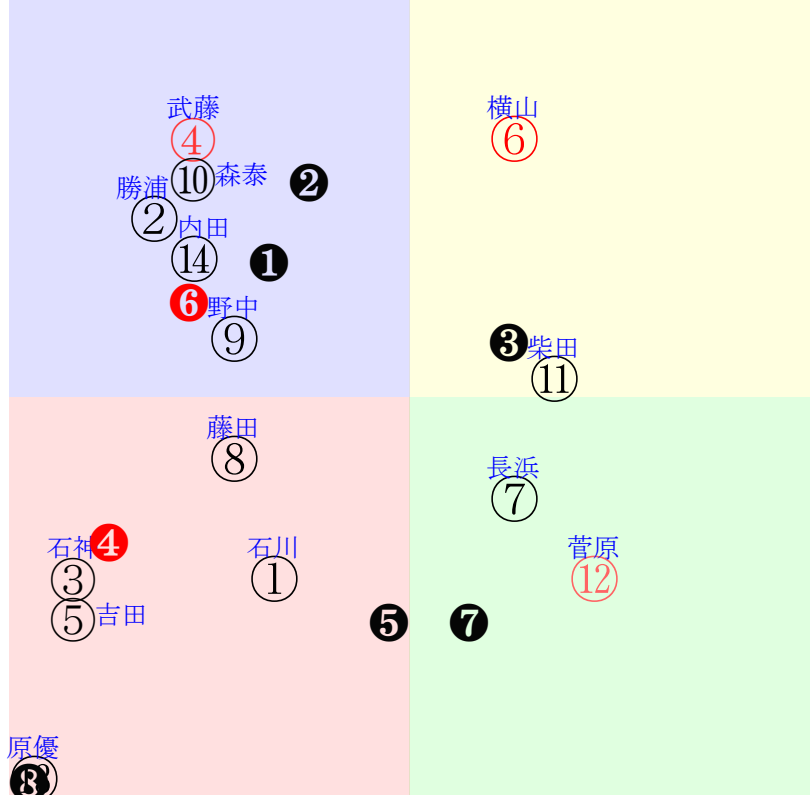 武藤
④
横山
⑥
⑩ 森泰
❷
勝浦
②
内田
⑭
❶
❻ 野中
⑨
❸ 柴田
⑪
藤田
⑧
長浜
⑦
石神 ❹
③
石川
①
菅原
⑫
⑤ 吉田
❺
❼
原優